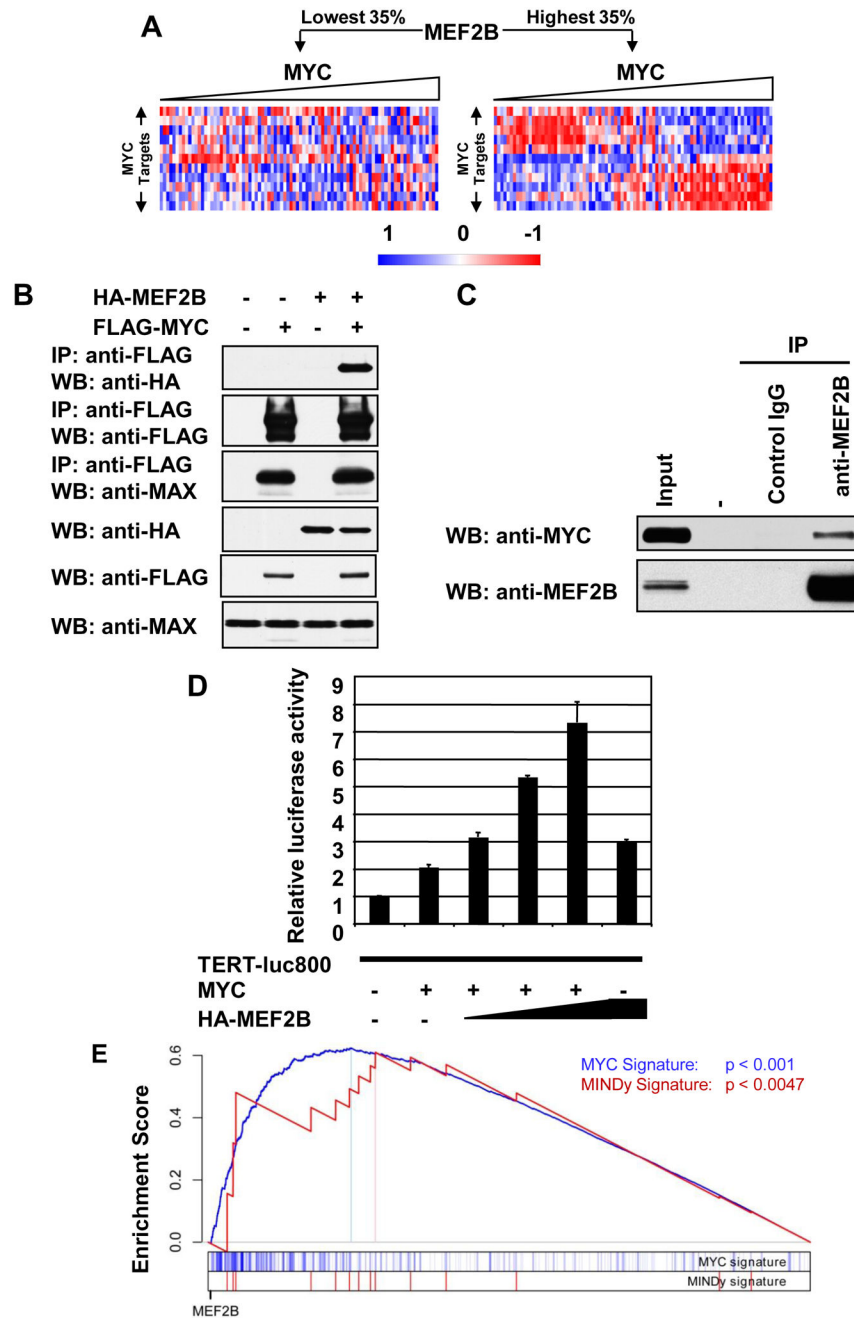 A
Lowest 35%
MEF2B
Highest 35%
MYC
MYC
MYC
Targets
MYC
Targets
1 0 -1
B
HA-MEF2B - - + +
FLAG-MYC - + - +
IP: anti-FLAG
WB: anti-HA
IP: anti-FLAG
WB: anti-FLAG
IP: anti-FLAG
WB: anti-MAX
WB: anti-HA
WB: anti-FLAG
WB: anti-MAX
C
IP
Input
-
Control IgG
anti-MEF2B
WB: anti-MYC
WB: anti-MEF2B
D
Relative luciferase activity
9
8
7
6
5
4
3
2
1
0
TERT-luc800
MYC - + + + + -
HA-MEF2B - -
E
Enrichment Score
0.6
0.4
0.2
0.0
MYC Signature: p < 0.001
MINDy Signature: p < 0.0047
MYC signature
MINDy signature
MEF2B